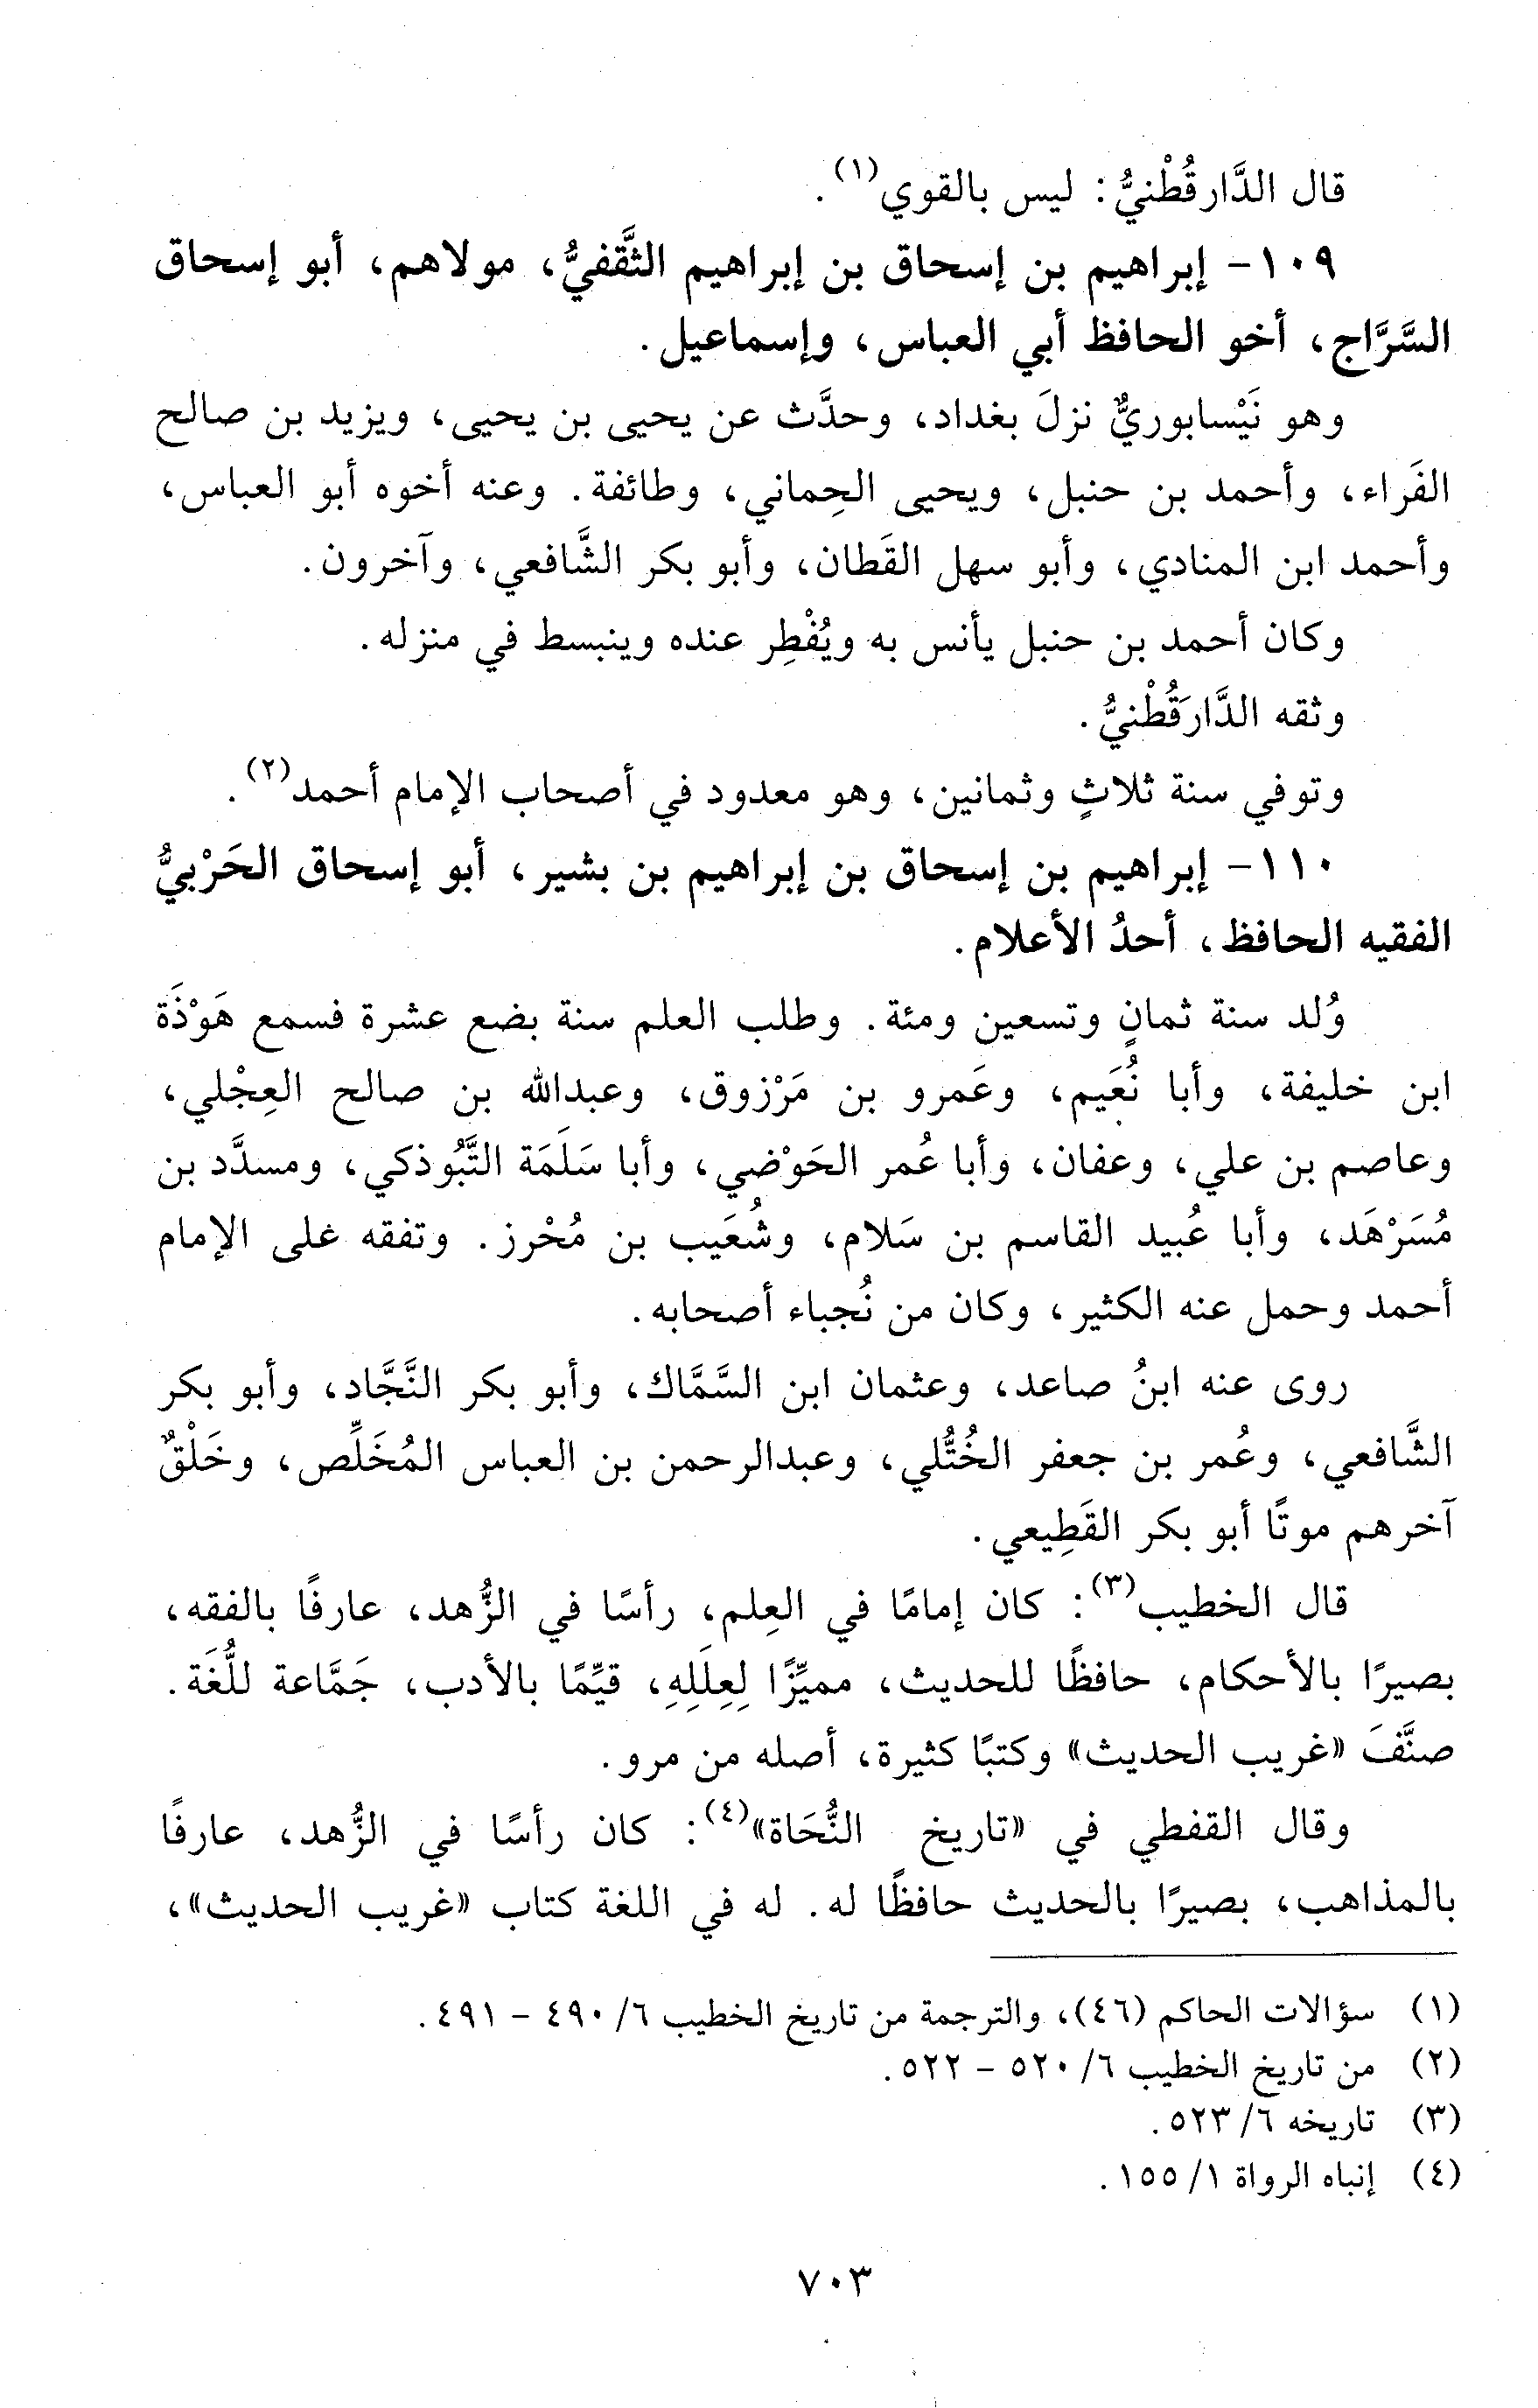 قال الدَّارقُطْنيُّ: ليس بالقوي(١).
١٠٩- إبراهيم بن إسحاق بن إبراهيم الثَّقفيُّ، مولاهم، أبو إسحاق
السَّرَّاج، أخو الحافظ أبي العباس، وإسماعيل.
وهو نَيْسابوريٌّ نزلَ بغداد، وحدَّث عن يحيى بن يحيى، ويزيد بن صالح
الفَراء، وأحمد بن حنبل، ويحيى الحِماني، وطائفة. وعنه أخوه أبو العباس،
وأحمد ابن المنادي، وأبو سهل القَطان، وأبو بكر الشَّافعي، وآخرون.
وكان أحمد بن حنبل يأنس به ويُفْطِر عنده وينبسط في منزله.
وثقه الدَّارَقُطْنيُّ.
وتوفي سنة ثلاثٍ وثمانين، وهو معدود في أصحاب الإمام أحمد(٢).
١١٠- إبراهيم بن إسحاق بن إبراهيم بن بشير، أبو إسحاق الحَرْبيُّ
الفقيه الحافظ، أحدُ الأعلام.
وُلد سنة ثمانٍ وتسعين ومئة. وطلب العلم سنة بضع عشرة فسمع هَوْذَة
ابن خليفة، وأبا نُعَيم، وعَمرو بن مَرْزوق، وعبدالله بن صالح العِجْلي،
وعاصم بن علي، وعفان، وأبا عُمر الحَوْضي، وأبا سَلَمَة التَّبُوذكي، ومسدَّد بن
مُسَرْهَد، وأبا عُبيد القاسم بن سَلام، وشُعَيب بن مُحْرز. وتفقه على الإمام
أحمد وحمل عنه الكثير، وكان من نُجباء أصحابه.
روى عنه ابنُ صاعد، وعثمان ابن السَّمَّاك، وأبو بكر النَّجَّاد، وأبو بكر
الشَّافعي، وعُمر بن جعفر الخُتُّلي، وعبدالرحمن بن العباس المُخَلِّص، وخَلْقٌ
آخرهم موتًا أبو بكر القَطِيعي.
قال الخطيب(٣): كان إمامًا في العِلم، رأسًا في الزُّهد، عارفًا بالفقه،
بصيرًا بالأحكام، حافظًا للحديث، مميِّزًا لِعِلَلِهِ، قيِّمًا بالأدب، جَمَّاعة للُّغَة.
صنَّفَ «غريب الحديث» وكتبًا كثيرة، أصله من مرو.
وقال القفطي في «تاريخ النُّحَاة»(٤): كان رأسًا في الزُّهد، عارفًا
بالمذاهب، بصيرًا بالحديث حافظًا له. له في اللغة كتاب «غريب الحديث»،
(١) سؤالات الحاكم (٤٦)، والترجمة من تاريخ الخطيب ٦/ ٤٩٠ - ٤٩١.
(٢) من تاريخ الخطيب ٦/ ٥٢٠ - ٥٢٢.
(٣) تاريخه ٦/ ٥٢٣.
(٤) إنباه الرواة ١/ ١٥٥.
٧٠٣